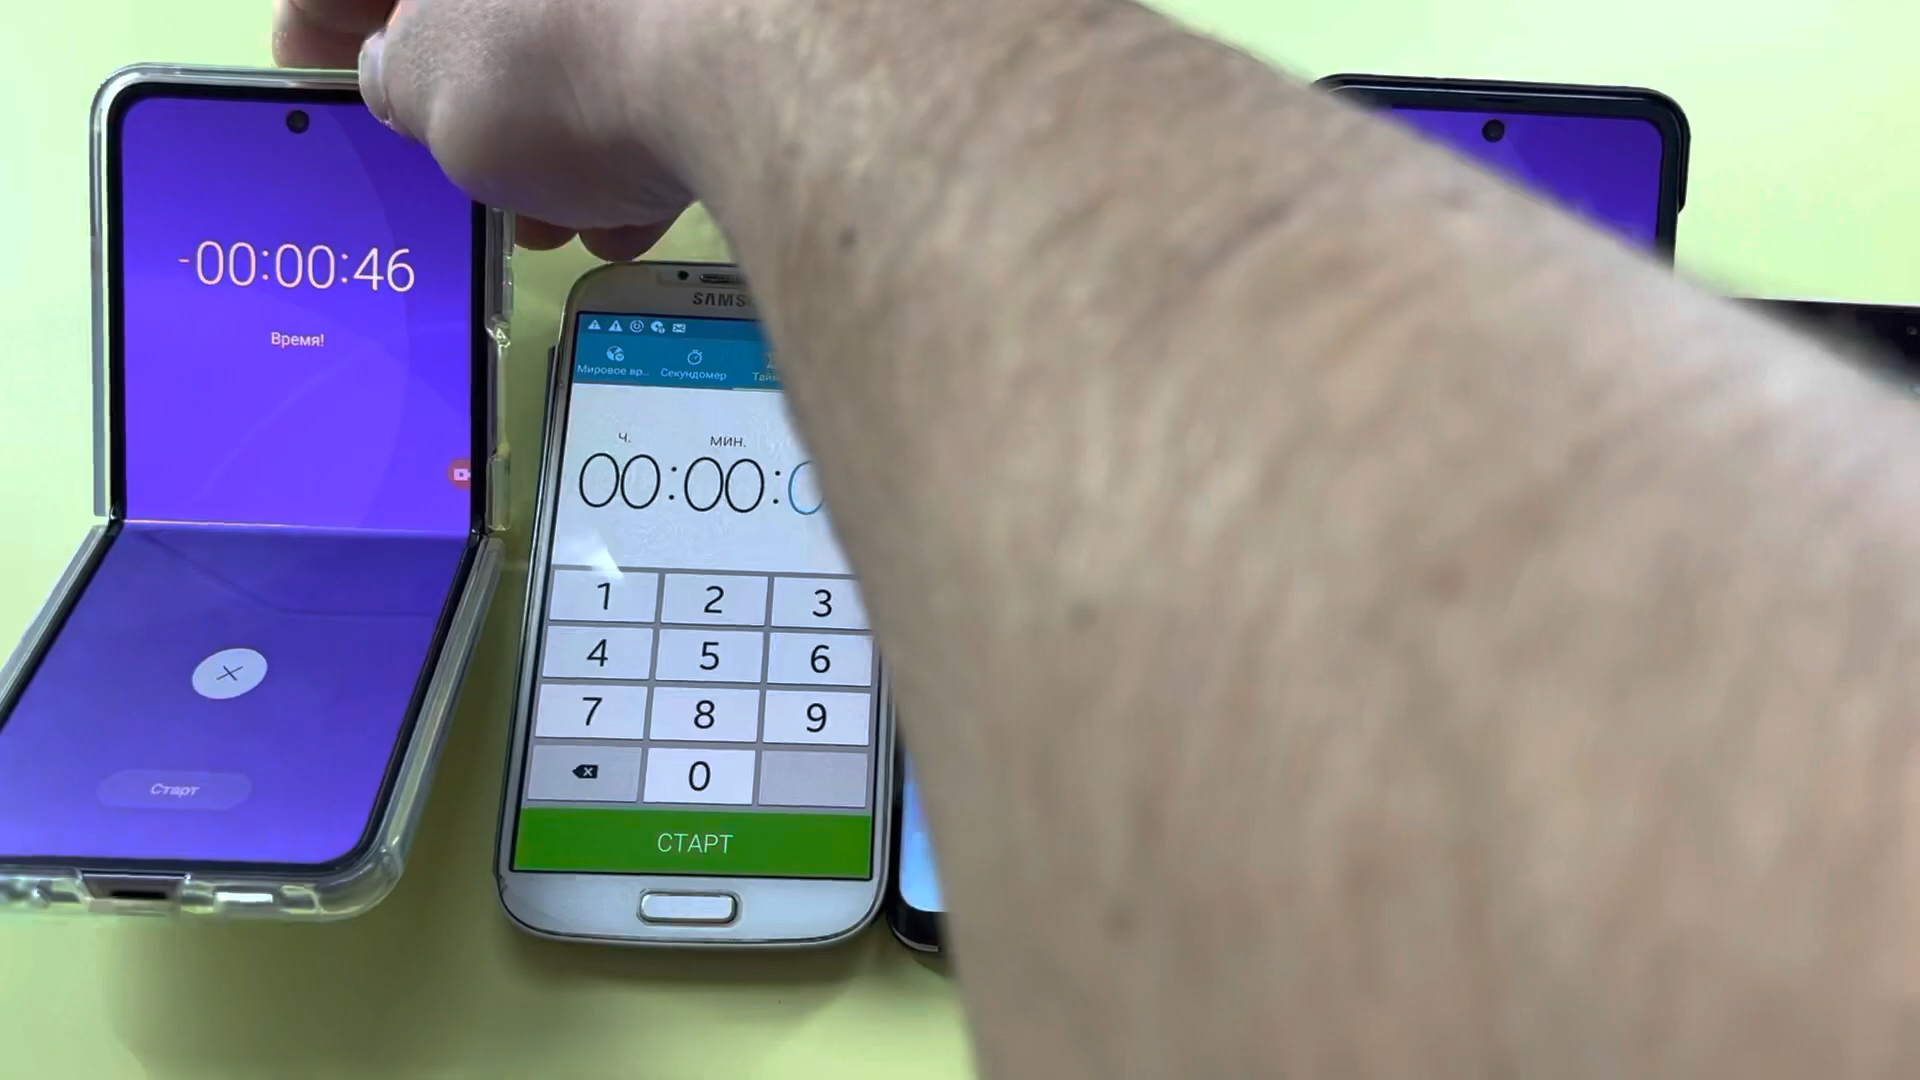 -00:00:46
Время!
Старт
Мировое вр... Секундомер
ч. мин.
00:00:
1 2 3
4 5 6
7 8 9
0
СТАРТ